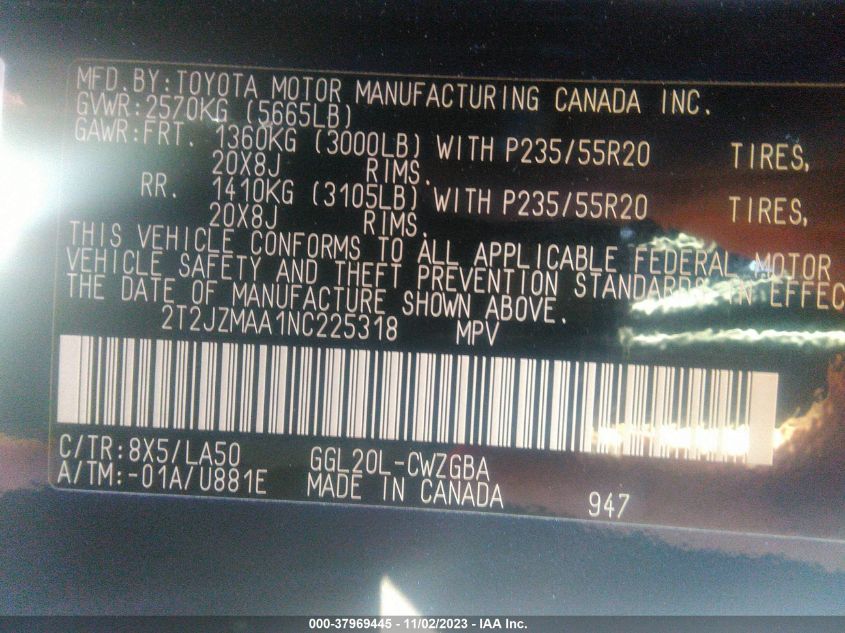 MFD.BY:TOYOTA MOTOR MANUFACTURING CANADA INC.
GVWR:2570KG (5665LB)
GAWR:FRT. 1360KG (3000LB) WITH P235/55R20 TIRES,
20X8J RIMS.
RR. 1410KG (3105LB) WITH P235/55R20 TIRES,
20X8J RIMS.
THIS VEHICLE CONFORMS TO ALL APPLICABLE FEDERAL MOTOR
VEHICLE SAFETY AND THEFT PREVENTION STANDARDS IN EFFEC
THE DATE OF MANUFACTURE SHOWN ABOVE.
2T2JZMAA1NC225318 MPV
C/TR:8X5/LA50 GGL20L-CWZGBA
A/TM:-01A/U881E MADE IN CANADA 947
000-37969445 - 11/02/2023 - IAA Inc.